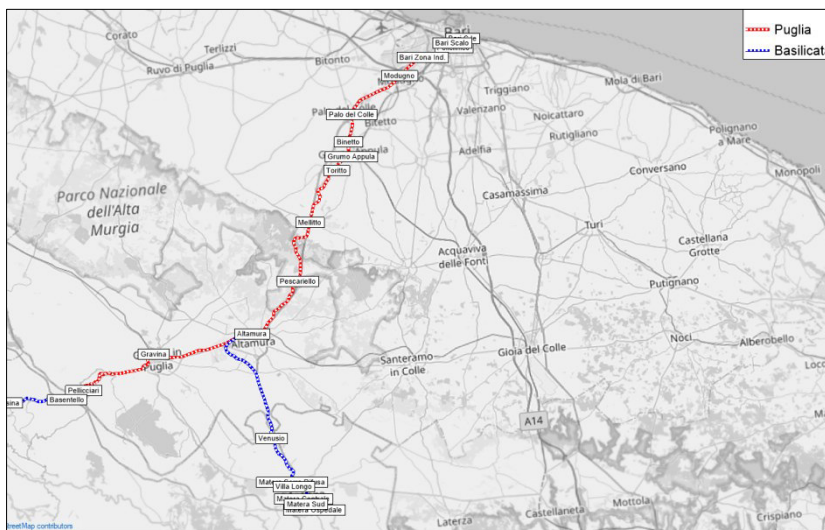 Puglia
Basilicata
Corato
Terlizzi
Ruvo di Puglia
Bitonto
Bari
Bari Scalo
Bari Zona Ind.
Modugno
Triggiano
Mola di Bari
Palo del Colle
Bitetto
Valenzano
Noicattaro
Rutigliano
Polignano
a Mare
Binetto
Grumo Appula
Toritto
Adelfia
Conversano
Monopoli
Casamassima
Parco Nazionale
dell'Alta
Murgia
Mellitto
Turi
Castellana
Grotte
Acquaviva
delle Fonti
Pescariello
Putignano
Altamura
Altamura
Gravina
Puglia
Santeramo
in Colle
Gioia del Colle
Noci
Alberobello
Pellicciari
Basentello
A14
Venusio
Villa Longo
Matera Sud
Laterza
Castellaneta
Mottola
Crispiano
StreetMap contributors